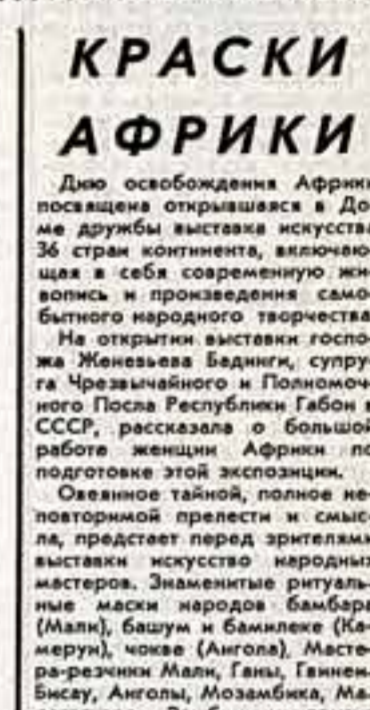 КРАСКИ
АФРИКИ
Дню освобождения Африки
посвящена открывшаяся в До-
ме дружбы выставка искусства
36 стран континента, включаю-
щая в себя современную жи-
вопись и произведения само-
бытного народного творчества.
На открытии выставки госпо-
жа Женевьева Бадинги, супру-
га Чрезвычайного и Полномоч-
ного Посла Республики Габон в
СССР, рассказала о большой
работе женщин Африки по
подготовке этой экспозиции.
Овеянное тайной, полное не-
повторимой прелести и смыс-
ла, предстает перед зрителями
выставки искусство народных
мастеров. Знаменитые ритуаль-
ные маски народов бамбара
(Мали), башум и бамилеке (Ка-
мерун), чокве (Ангола). Масте-
ра-резчики Мали, Ганы, Гвинеи-
Бисау, Анголы, Мозамбика, Ма-